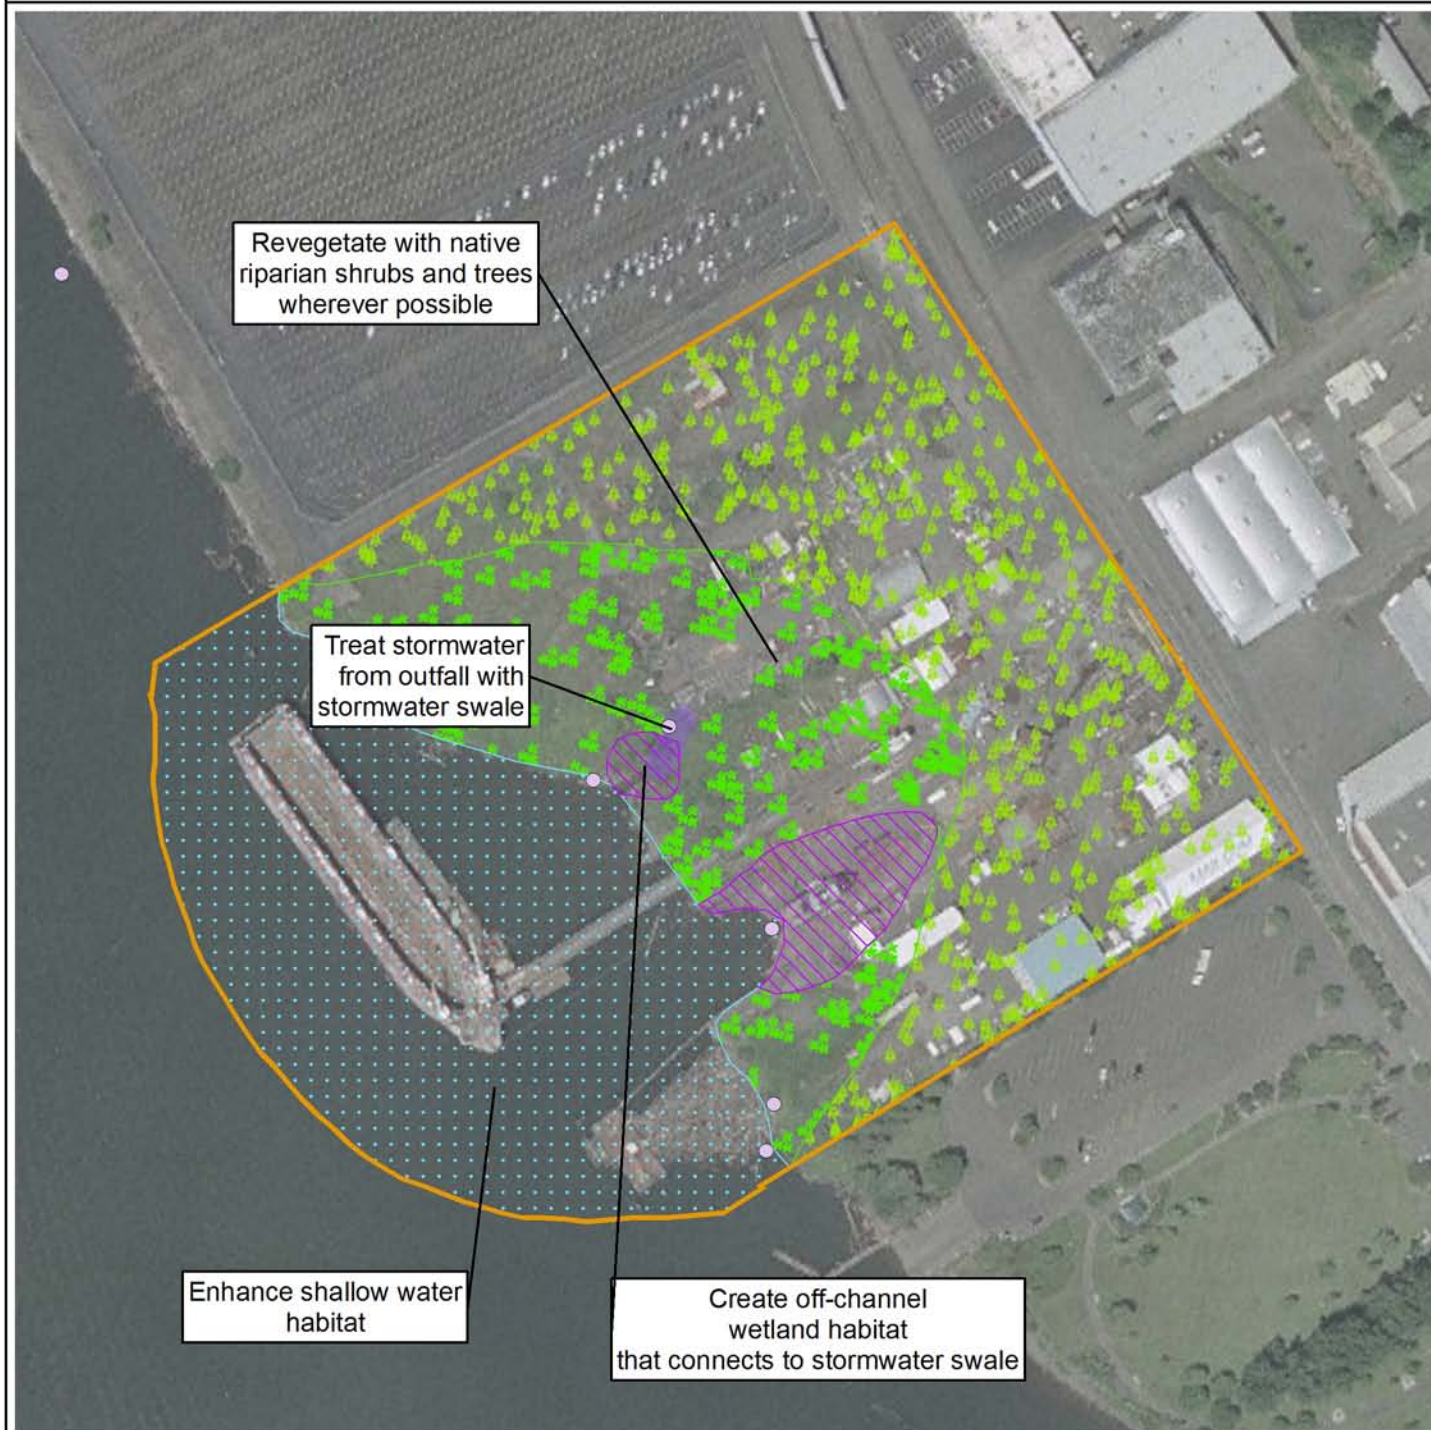 Revegetate with native
riparian shrubs and trees
wherever possible
Treat stormwater
from outfall with
stormwater swale
Enhance shallow water
habitat
Create off-channel
wetland habitat
that connects to stormwater swale